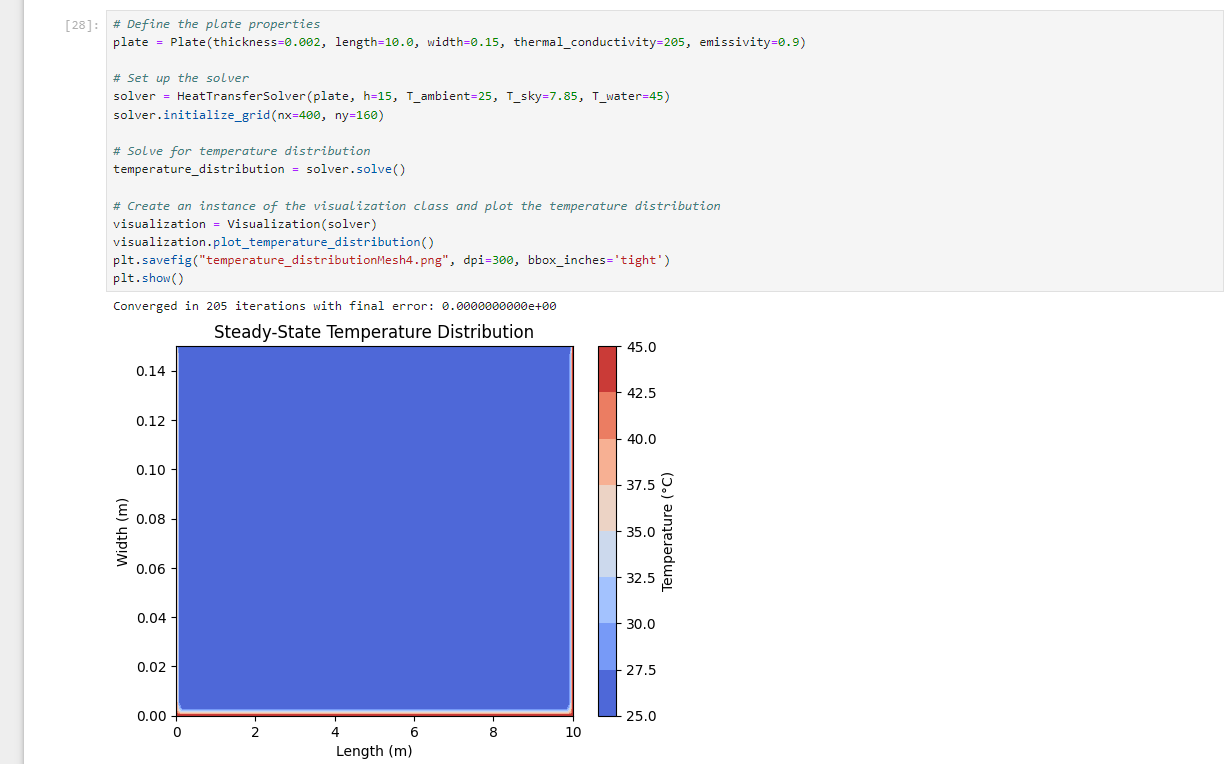 [28]:
# Define the plate properties
plate = Plate(thickness=0.002, length=10.0, width=0.15, thermal_conductivity=205, emissivity=0.9)
# Set up the solver
solver = HeatTransferSolver(plate, h=15, T_ambient=25, T_sky=7.85, T_water=45)
solver.initialize_grid(nx=400, ny=160)
# Solve for temperature distribution
temperature_distribution = solver.solve()
# Create an instance of the visualization class and plot the temperature distribution
visualization = Visualization(solver)
visualization.plot_temperature_distribution()
plt.savefig("temperature_distributionMesh4.png", dpi=300, bbox_inches='tight')
plt.show()
Converged in 205 iterations with final error: 0.0000000000e+00
Steady-State Temperature Distribution
0.14
0.12
0.10
0.08
0.06
0.04
0.02
0.00
Width (m)
0 2 4 6 8 10
Length (m)
45.0
42.5
40.0
37.5
35.0
32.5
30.0
27.5
25.0
Temperature (°C)